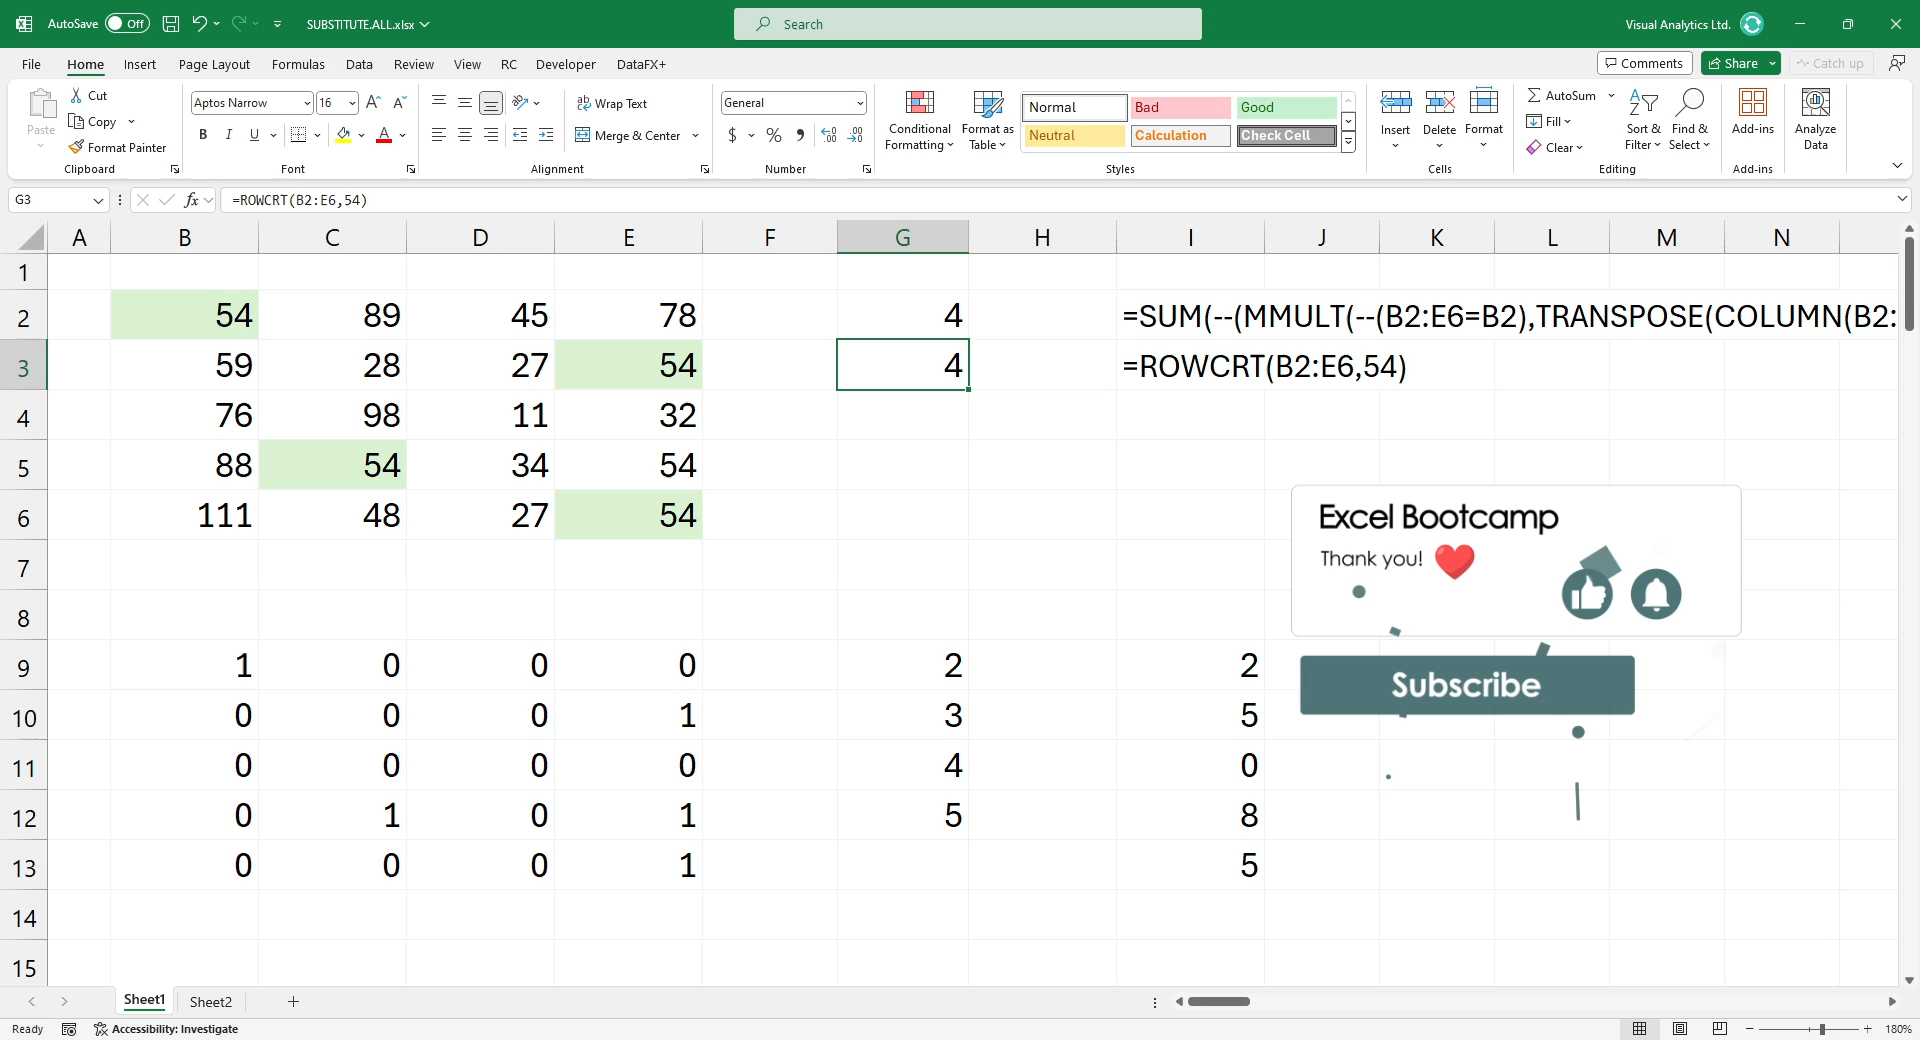 AutoSave Off SUBSTITUTE.ALL.xlsx Search Visual Analytics Ltd.
File Home Insert Page Layout Formulas Data Review View RC Developer DataFX+ Comments Share Catch up
Paste Cut Copy Format Painter Clipboard
Aptos Narrow 16 B I U A Font
Wrap Text Merge & Center Alignment
General $ % Number
Conditional Formatting Format as Table Normal Bad Good Neutral Calculation Check Cell Styles
Insert Delete Format Cells
AutoSum Fill Clear Sort & Filter Find & Select Editing
Add-ins Add-ins
Analyze Data
G3 fx =ROWCRT(B2:E6,54)
A B C D E F G H I J K L M N
1
2 54 89 45 78 4 =SUM(--(MMULT(--(B2:E6=B2),TRANSPOSE(COLUMN(B2:
3 59 28 27 54 4 =ROWCRT(B2:E6,54)
4 76 98 11 32
5 88 54 34 54
6 111 48 27 54
Excel Bootcamp
Thank you!
7
8
9 1 0 0 0 2 2
Subscribe
10 0 0 0 1 3 5
11 0 0 0 0 4 0
12 0 1 0 1 5 8
13 0 0 0 1 5
14
15
Sheet1 Sheet2
Ready Accessibility: Investigate 180%